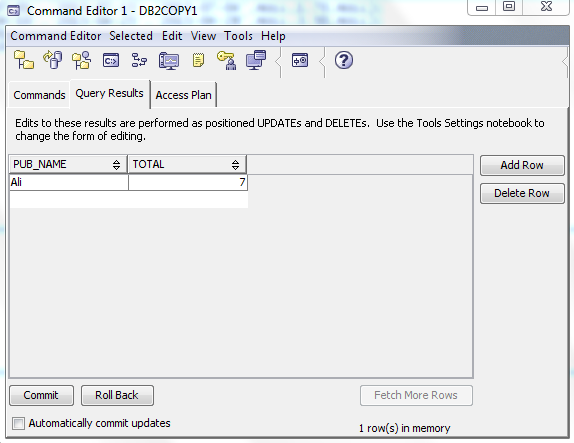 Command Editor 1 - DB2COPY1
Command Editor Selected Edit View Tools Help
Commands Query Results Access Plan
Edits to these results are performed as positioned UPDATEs and DELETEs. Use the Tools Settings notebook to
change the form of editing.
PUB_NAME TOTAL
Add Row
Ali 7
Delete Row
Commit Roll Back Fetch More Rows
Automatically commit updates
1 row(s) in memory